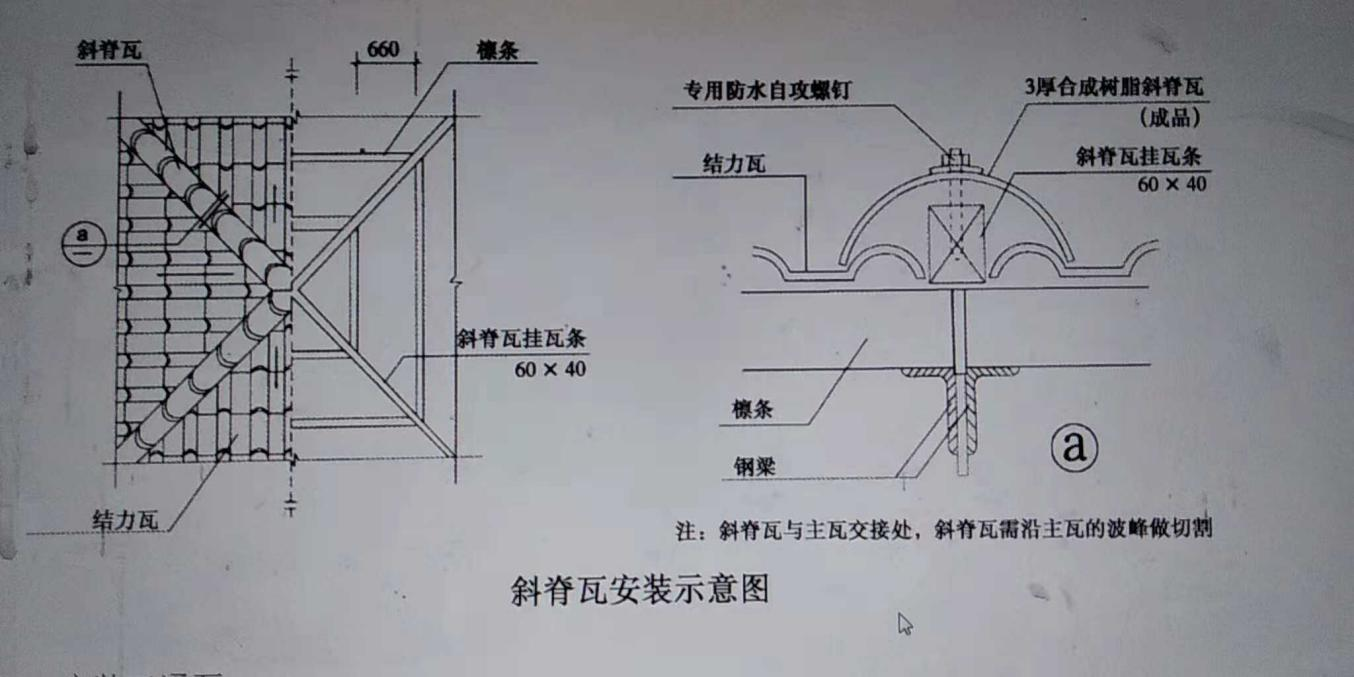 斜脊瓦
660
檩条
a
斜脊瓦挂瓦条
60 × 40
结力瓦
专用防水自攻螺钉
3厚合成树脂斜脊瓦
(成品)
结力瓦
斜脊瓦挂瓦条
60 × 40
檩条
钢梁
a
注：斜脊瓦与主瓦交接处，斜脊瓦需沿主瓦的波峰做切割
斜脊瓦安装示意图